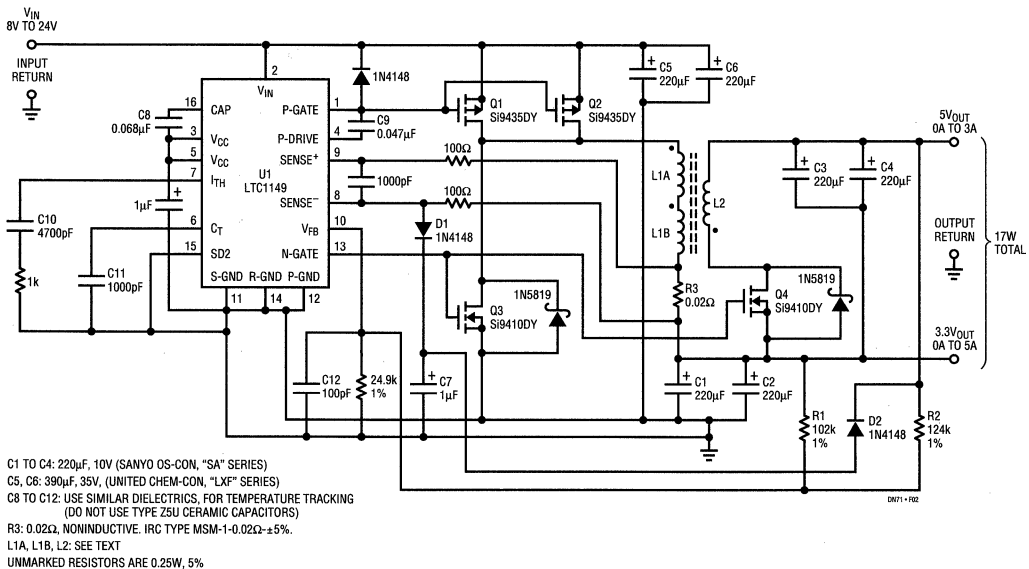 VIN
8V TO 24V
INPUT
RETURN
2
VIN
1N4148
C5
220µF
C6
220µF
16
CAP
P-GATE
1
Q1
Si9435DY
Q2
Si9435DY
C8
0.068µF
C9
0.047µF
3
VCC
P-DRIVE
4
5VOUT
0A TO 3A
5
VCC
SENSE+
9
100Ω
7
ITH
U1
LTC1149
1000pF
L1A
C3
220µF
C4
220µF
1µF
SENSE−
8
100Ω
L2
C10
4700pF
6
CT
VFB
10
D1
1N4148
L1B
OUTPUT
RETURN
17W
TOTAL
15
SD2
N-GATE
13
1k
C11
1000pF
S-GND
R-GND
P-GND
11
14
12
1N5819
R3
0.02Ω
1N5819
Q3
Si9410DY
Q4
Si9410DY
3.3VOUT
0A TO 5A
C12
100pF
24.9k
1%
C7
1µF
C1
220µF
C2
220µF
R1
102k
1%
D2
1N4148
R2
124k
1%
C1 TO C4: 220µF, 10V (SANYO OS-CON, “SA” SERIES)
C5, C6: 390µF, 35V, (UNITED CHEM-CON, “LXF” SERIES)
C8 TO C12: USE SIMILAR DIELECTRICS, FOR TEMPERATURE TRACKING
(DO NOT USE TYPE Z5U CERAMIC CAPACITORS)
R3: 0.02Ω, NONINDUCTIVE. IRC TYPE MSM-1-0.02Ω-±5%.
L1A, L1B, L2: SEE TEXT
UNMARKED RESISTORS ARE 0.25W, 5%
DN71 • F02